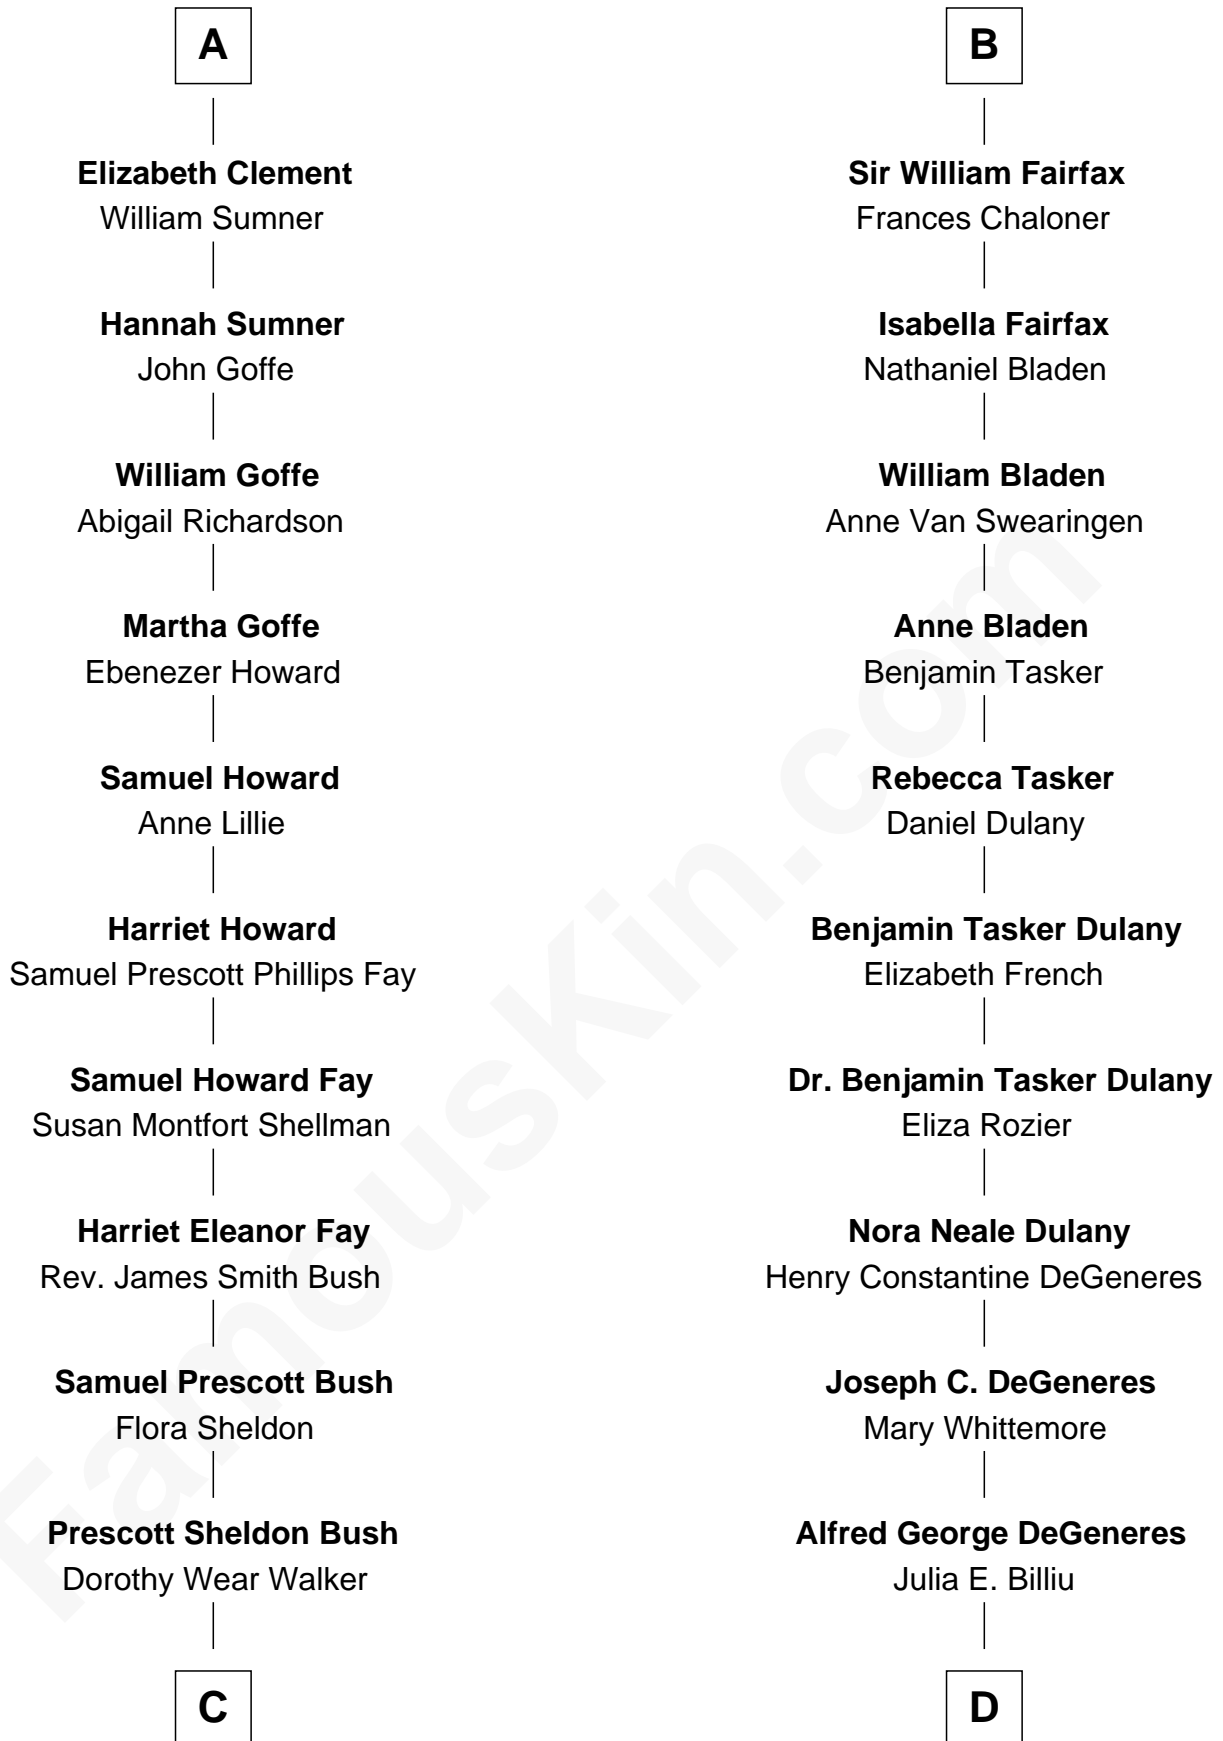 A
Elizabeth Clement
William Sumner
Hannah Sumner
John Goffe
William Goffe
Abigail Richardson
Martha Goffe
Ebenezer Howard
Samuel Howard
Anne Lillie
Harriet Howard
Samuel Prescott Phillips Fay
Samuel Howard Fay
Susan Montfort Shellman
Harriet Eleanor Fay
Rev. James Smith Bush
Samuel Prescott Bush
Flora Sheldon
Prescott Sheldon Bush
Dorothy Wear Walker
C
B
Sir William Fairfax
Frances Chaloner
Isabella Fairfax
Nathaniel Bladen
William Bladen
Anne Van Swearingen
Anne Bladen
Benjamin Tasker
Rebecca Tasker
Daniel Dulany
Benjamin Tasker Dulany
Elizabeth French
Dr. Benjamin Tasker Dulany
Eliza Rozier
Nora Neale Dulany
Henry Constantine DeGeneres
Joseph C. DeGeneres
Mary Whittemore
Alfred George DeGeneres
Julia E. Billiu
D
FamousKin.com